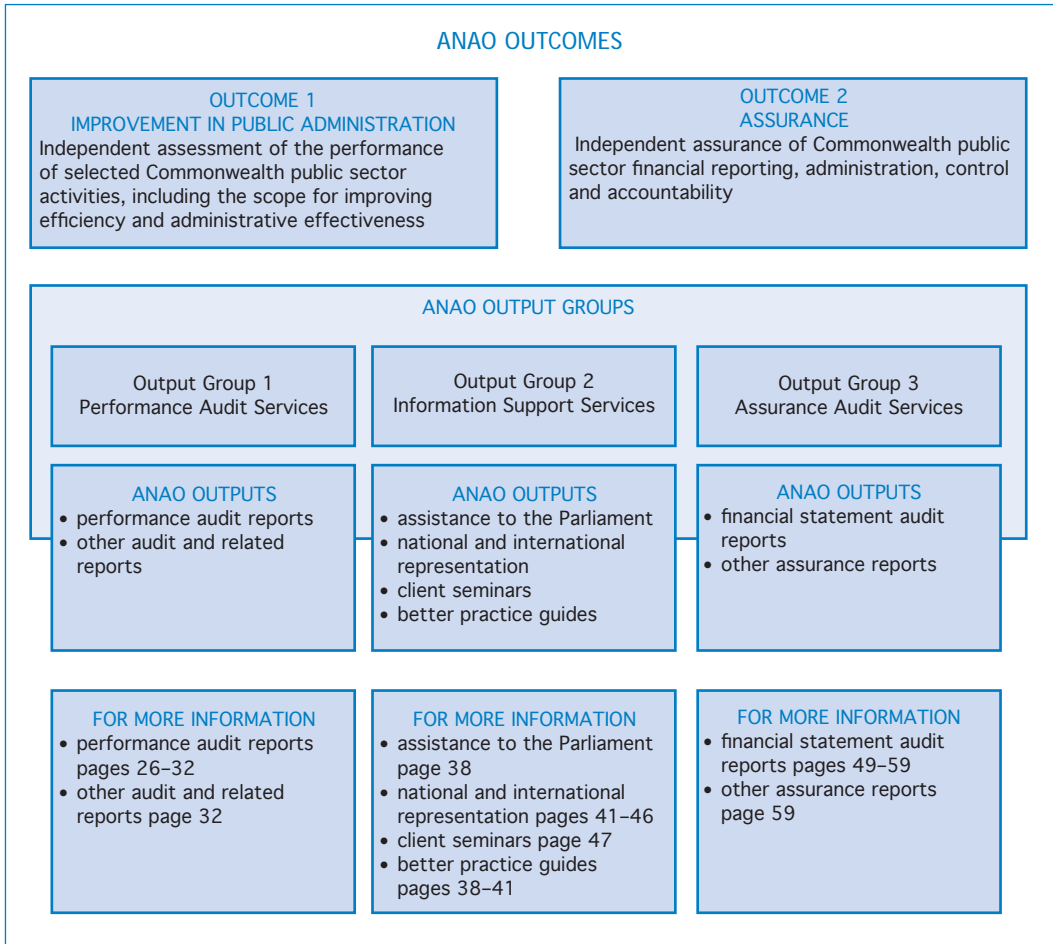 ANAO OUTCOMES
OUTCOME 1
IMPROVEMENT IN PUBLIC ADMINISTRATION
Independent assessment of the performance
of selected Commonwealth public sector
activities, including the scope for improving
efficiency and administrative effectiveness
OUTCOME 2
ASSURANCE
Independent assurance of Commonwealth public
sector financial reporting, administration, control
and accountability
ANAO OUTPUT GROUPS
Output Group 1
Performance Audit Services
Output Group 2
Information Support Services
Output Group 3
Assurance Audit Services
ANAO OUTPUTS
• performance audit reports
• other audit and related
reports
ANAO OUTPUTS
• assistance to the Parliament
• national and international
representation
• client seminars
• better practice guides
ANAO OUTPUTS
• financial statement audit
reports
• other assurance reports
FOR MORE INFORMATION
• performance audit reports
pages 26–32
• other audit and related
reports page 32
FOR MORE INFORMATION
• assistance to the Parliament
page 38
• national and international
representation pages 41–46
• client seminars page 47
• better practice guides
pages 38–41
FOR MORE INFORMATION
• financial statement audit
reports pages 49–59
• other assurance reports
page 59